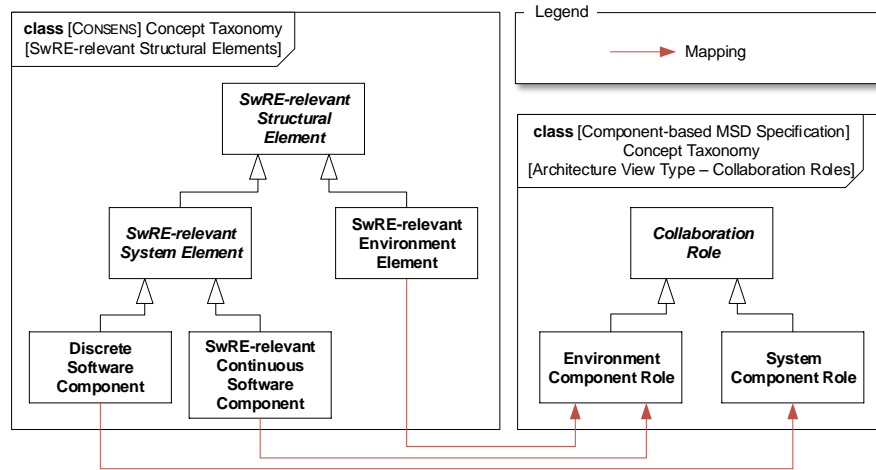 class [CONSENS] Concept Taxonomy
[SwRE-relevant Structural Elements]
SwRE-relevant
Structural
Element
SwRE-relevant
System Element
SwRE-relevant
Environment
Element
Discrete
Software
Component
SwRE-relevant
Continuous
Software
Component
Legend
Mapping
class [Component-based MSD Specification]
Concept Taxonomy
[Architecture View Type – Collaboration Roles]
Collaboration
Role
Environment
Component Role
System
Component Role